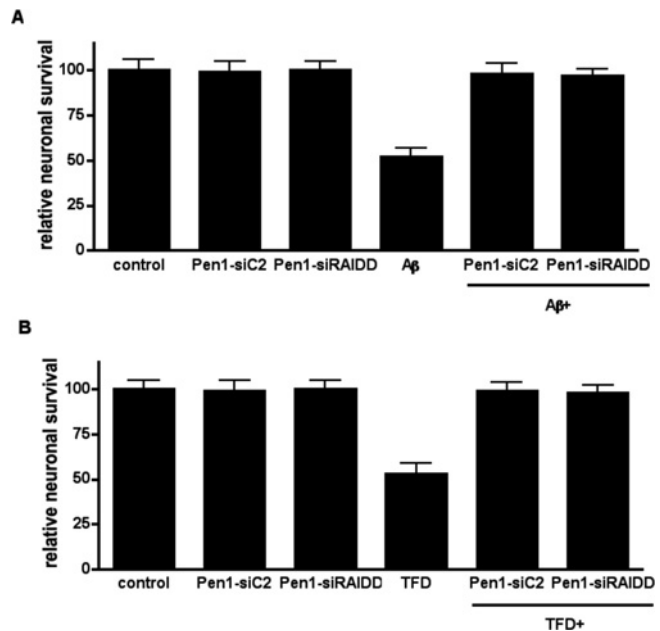 A
relative neuronal survival
100
75
50
25
0
control Pen1-siC2 Pen1-siRAIDD Aβ Pen1-siC2 Pen1-siRAIDD
Aβ+
B
relative neuronal survival
100
75
50
25
0
control Pen1-siC2 Pen1-siRAIDD TFD Pen1-siC2 Pen1-siRAIDD
TFD+